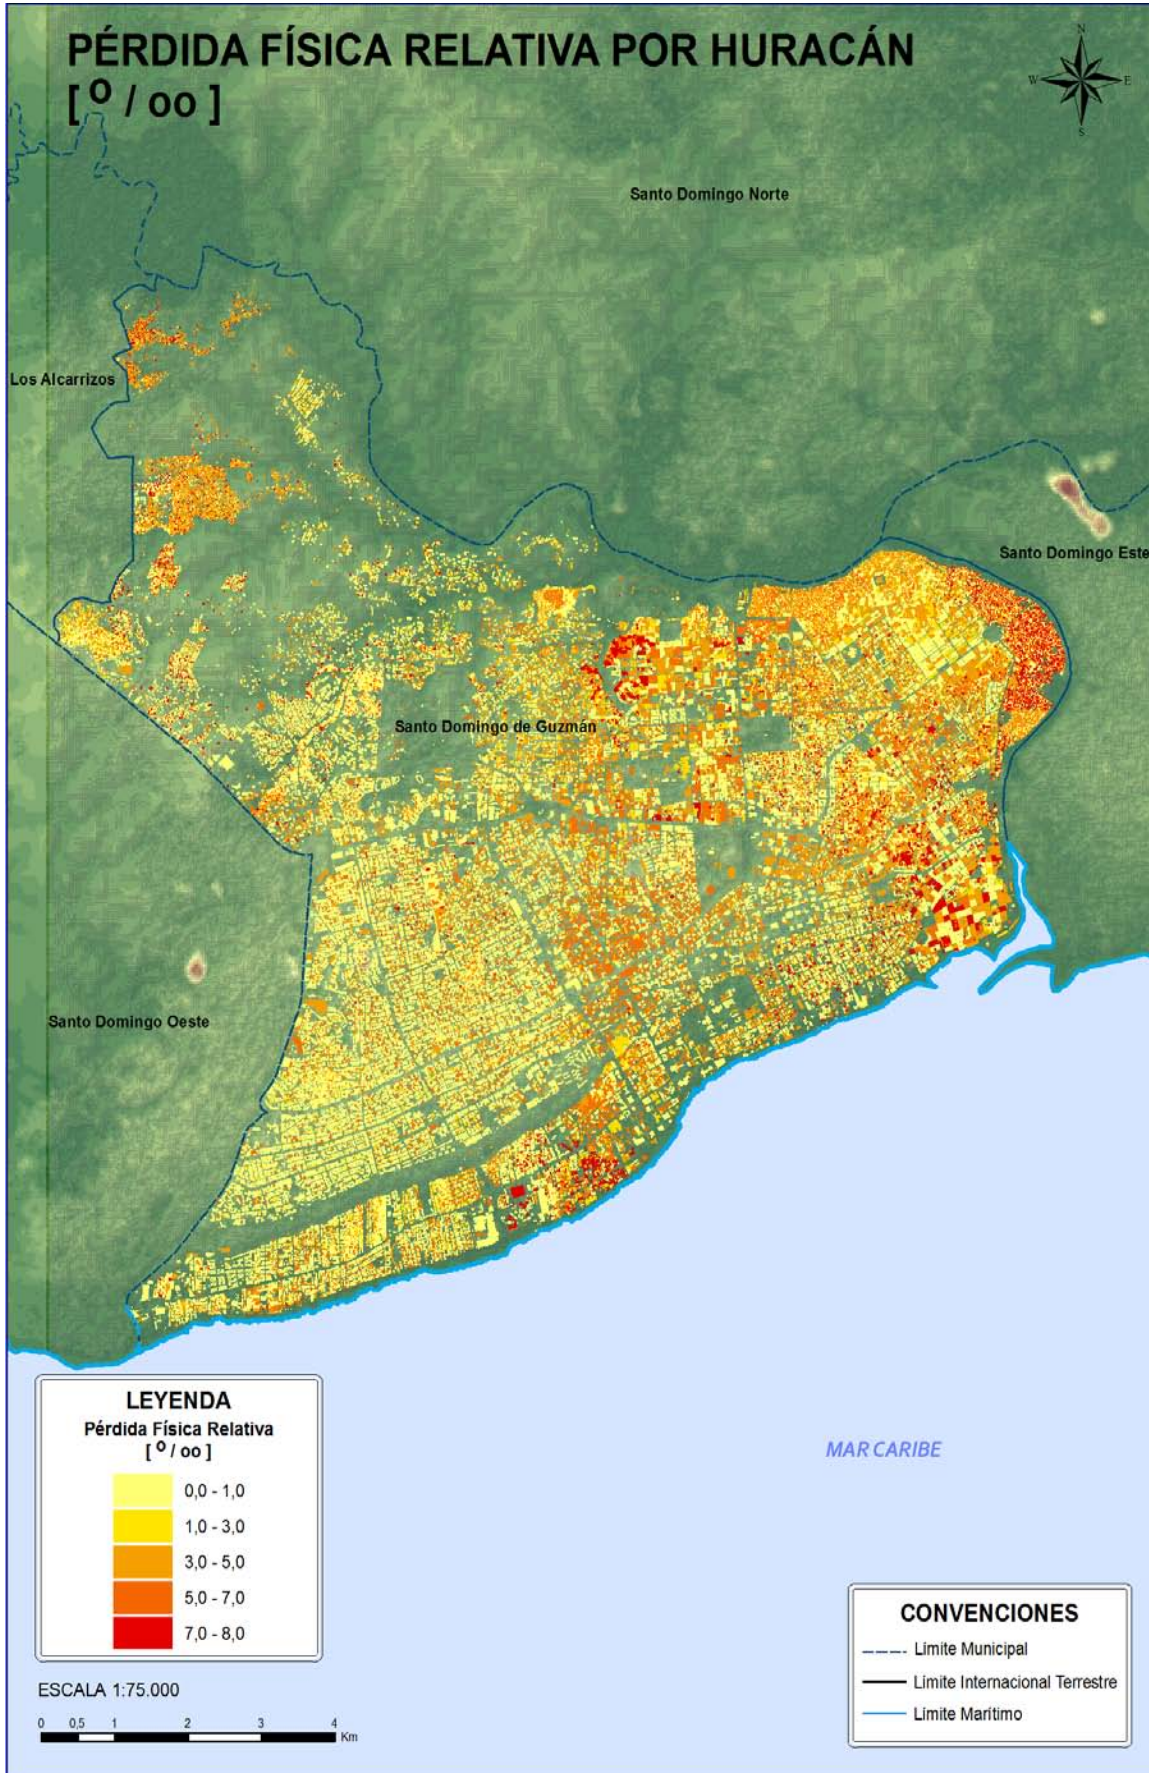 PÉRDIDA FÍSICA RELATIVA POR HURACÁN
[ º / oo ]
N
W
E
S
Santo Domingo Norte
Los Alcarrizos
Santo Domingo Este
Santo Domingo de Guzmán
Santo Domingo Oeste
MAR CARIBE
LEYENDA
Pérdida Física Relativa
[ º / oo ]
0,0 - 1,0
1,0 - 3,0
3,0 - 5,0
5,0 - 7,0
7,0 - 8,0
ESCALA 1:75.000
0 0,5 1 2 3 4
Km
CONVENCIONES
Límite Municipal
Límite Internacional Terrestre
Límite Marítimo